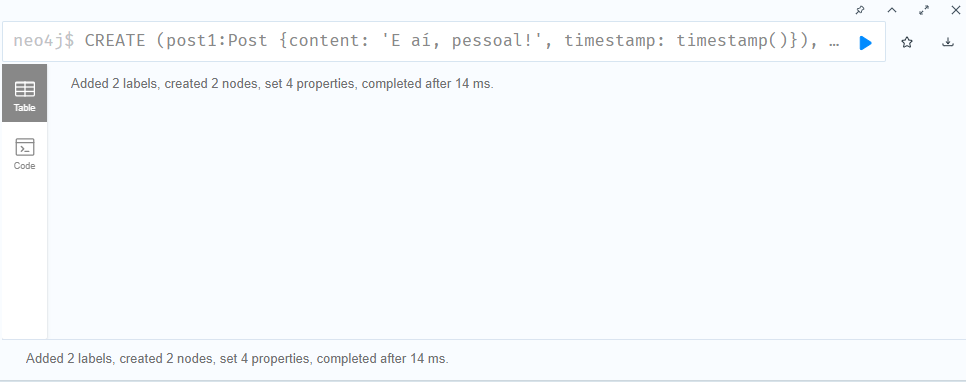 neo4j$ CREATE (post1:Post {content: 'E aí, pessoal!', timestamp: timestamp()}), …
Added 2 labels, created 2 nodes, set 4 properties, completed after 14 ms.
Table
Code
Added 2 labels, created 2 nodes, set 4 properties, completed after 14 ms.